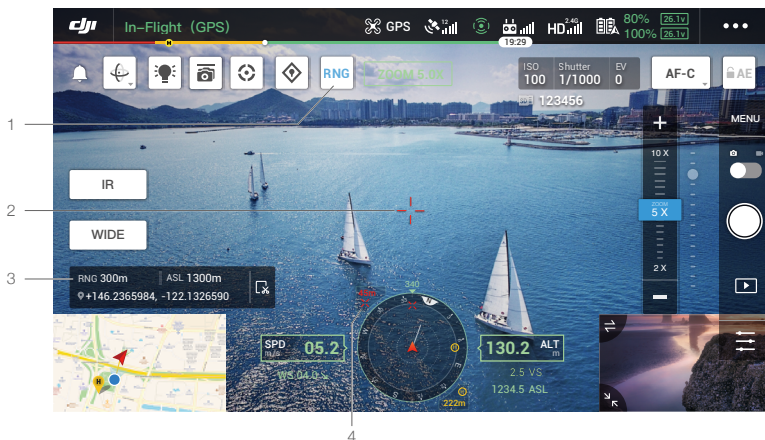 dji In-Flight (GPS) GPS 12 HD 2.4G 80% 26.1v
100% 26.1v
H 19:29
RNG ZOOM 5.0X ISO 100 Shutter 1/1000 EV 0 AF-C AE
123456
1
MENU
10 X
IR
2
ZOOM
5 X
WIDE
2 X
3
RNG 300m ASL 1300m
+146.2365984, -122.1326590
340
N
SPD m/s 05.2 130.2 ALT m
WS 04.0 2.5 VS
1234.5 ASL
H
H
222m
4